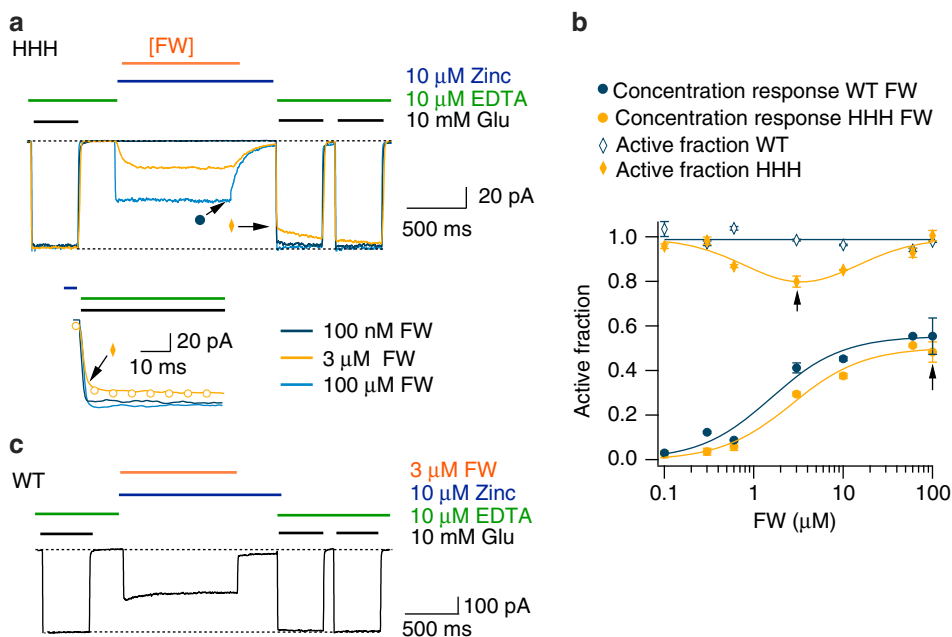 a
HHH
[FW]
10 μM Zinc
10 μM EDTA
10 mM Glu
20 pA
500 ms
20 pA
10 ms
100 nM FW
3 μM FW
100 μM FW
b
Concentration response WT FW
Concentration response HHH FW
Active fraction WT
Active fraction HHH
Active fraction
1.0
0.8
0.6
0.4
0.2
0.0
0.1
1
10
100
FW (μM)
c
WT
3 μM FW
10 μM Zinc
10 μM EDTA
10 mM Glu
100 pA
500 ms